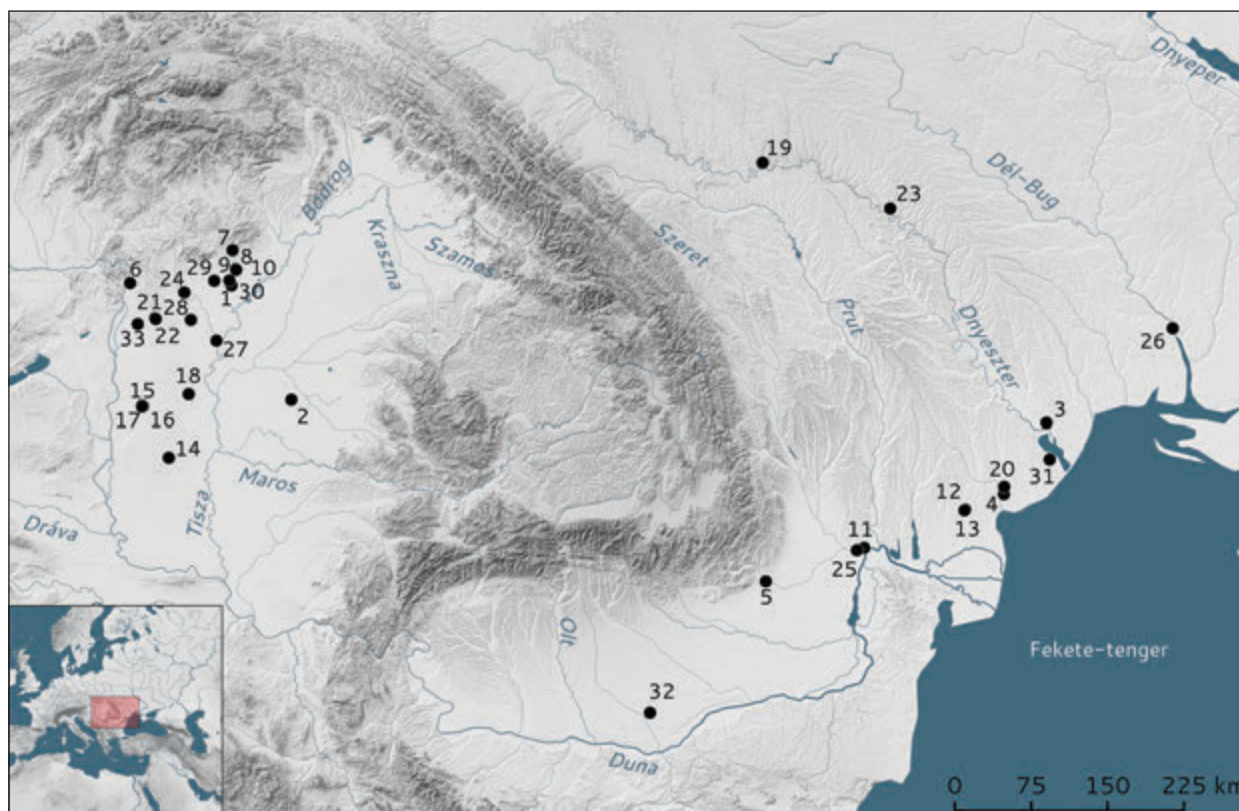 Dnyeper
19
Dél-Bug
23
Bodrog
Kraszna
Szamos
Szeret
7
8
6
29
9
10
24
1
30
21
28
33
22
27
Prut
Dnyeszter
26
18
15
2
17
16
3
14
Maros
20
31
Tisza
12
4
13
Dráva
11
25
5
Olt
Fekete-tenger
32
Duna
0 75 150 225 km